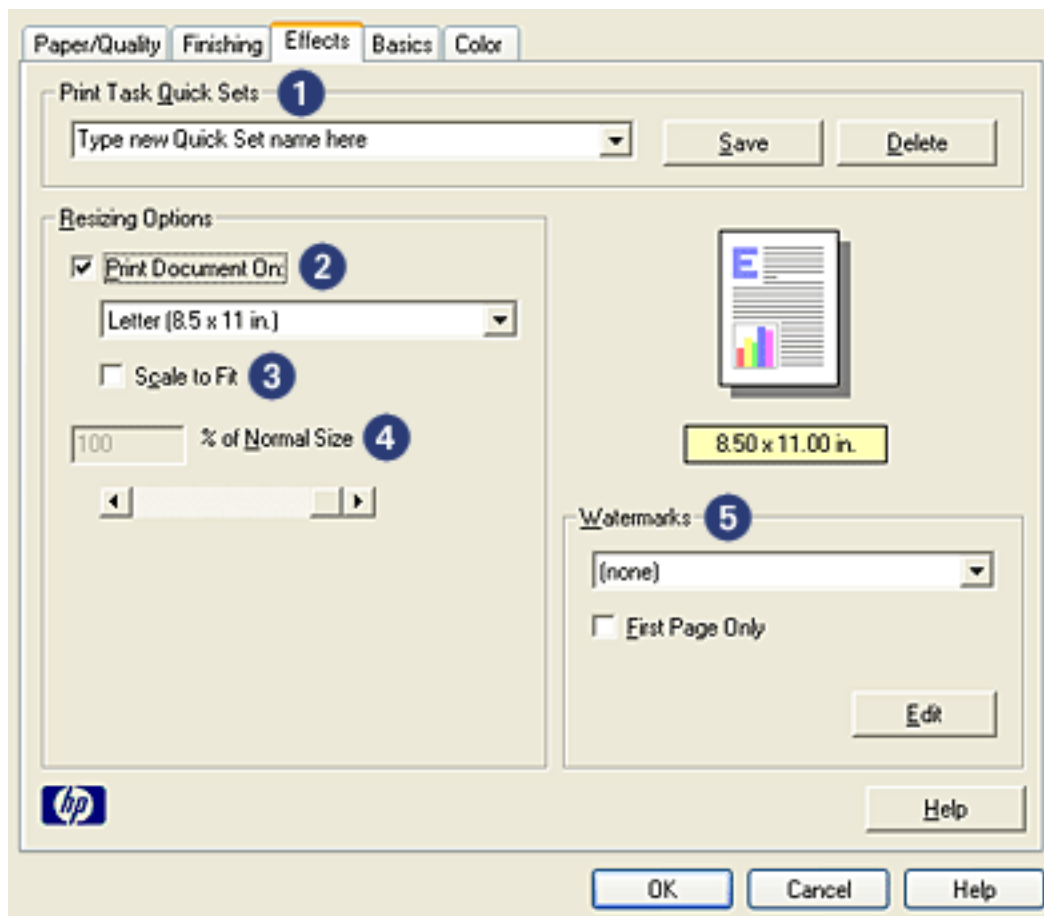 Paper/Quality Finishing Effects Basics Color
Print Task Quick Sets 1
Type new Quick Set name here Save Delete
Resizing Options
Print Document On: 2
Letter (8.5 x 11 in.)
Scale to Fit 3
100 % of Normal Size 4
E
8.50 x 11.00 in.
Watermarks 5
(none)
First Page Only
Edit
hp
Help
OK Cancel Help